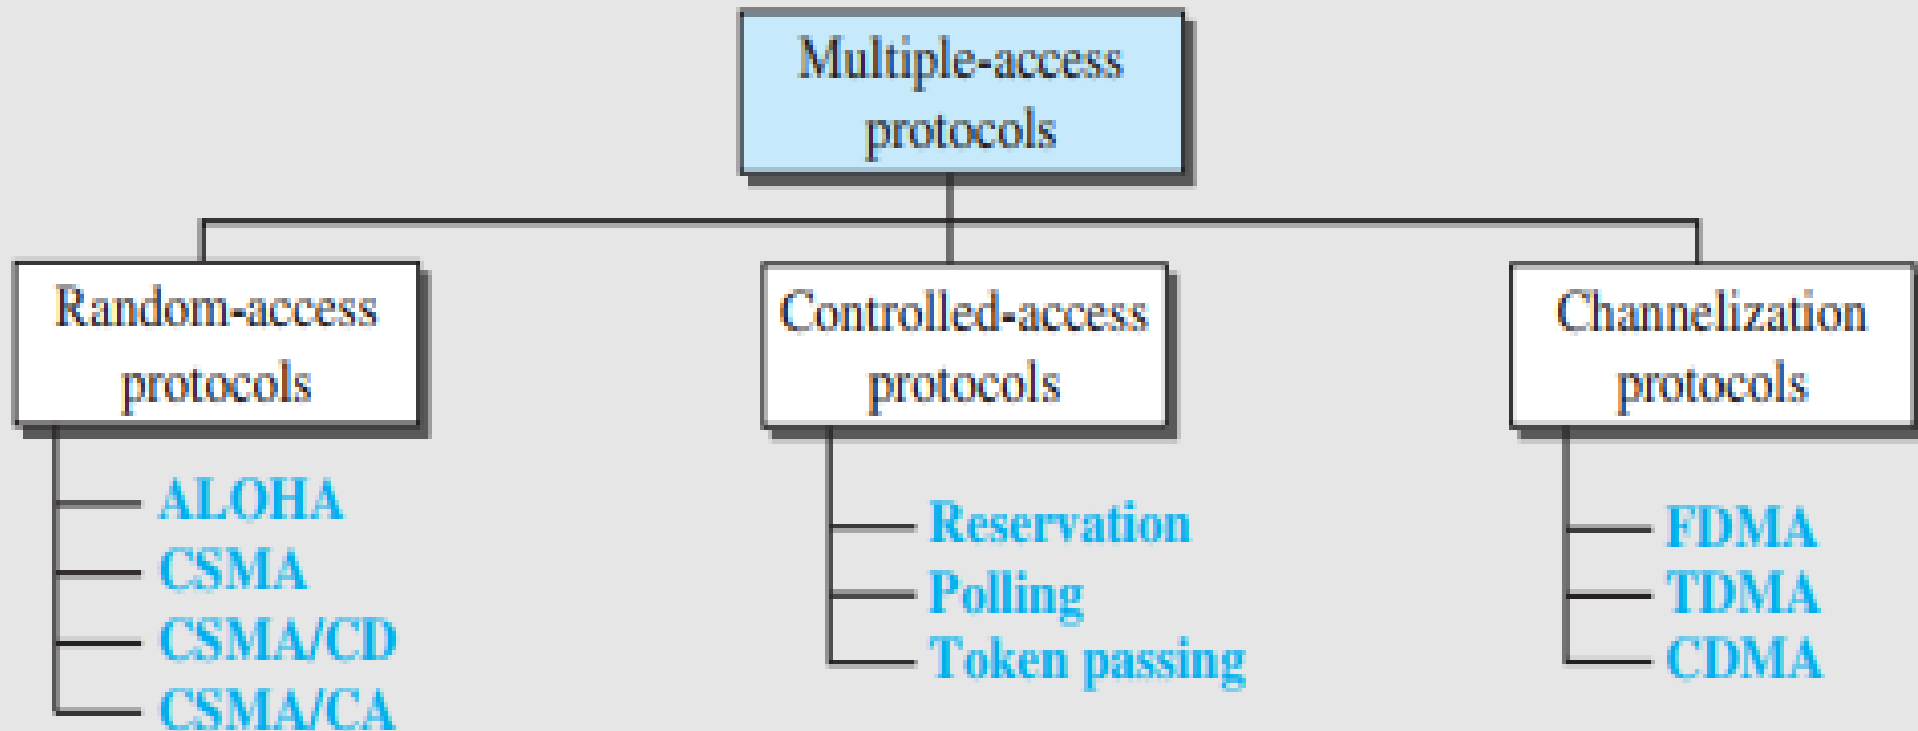 Multiple-access
protocols
Random-access
protocols
ALOHA
CSMA
CSMA/CD
CSMA/CA
Controlled-access
protocols
Reservation
Polling
Token passing
Channelization
protocols
FDMA
TDMA
CDMA